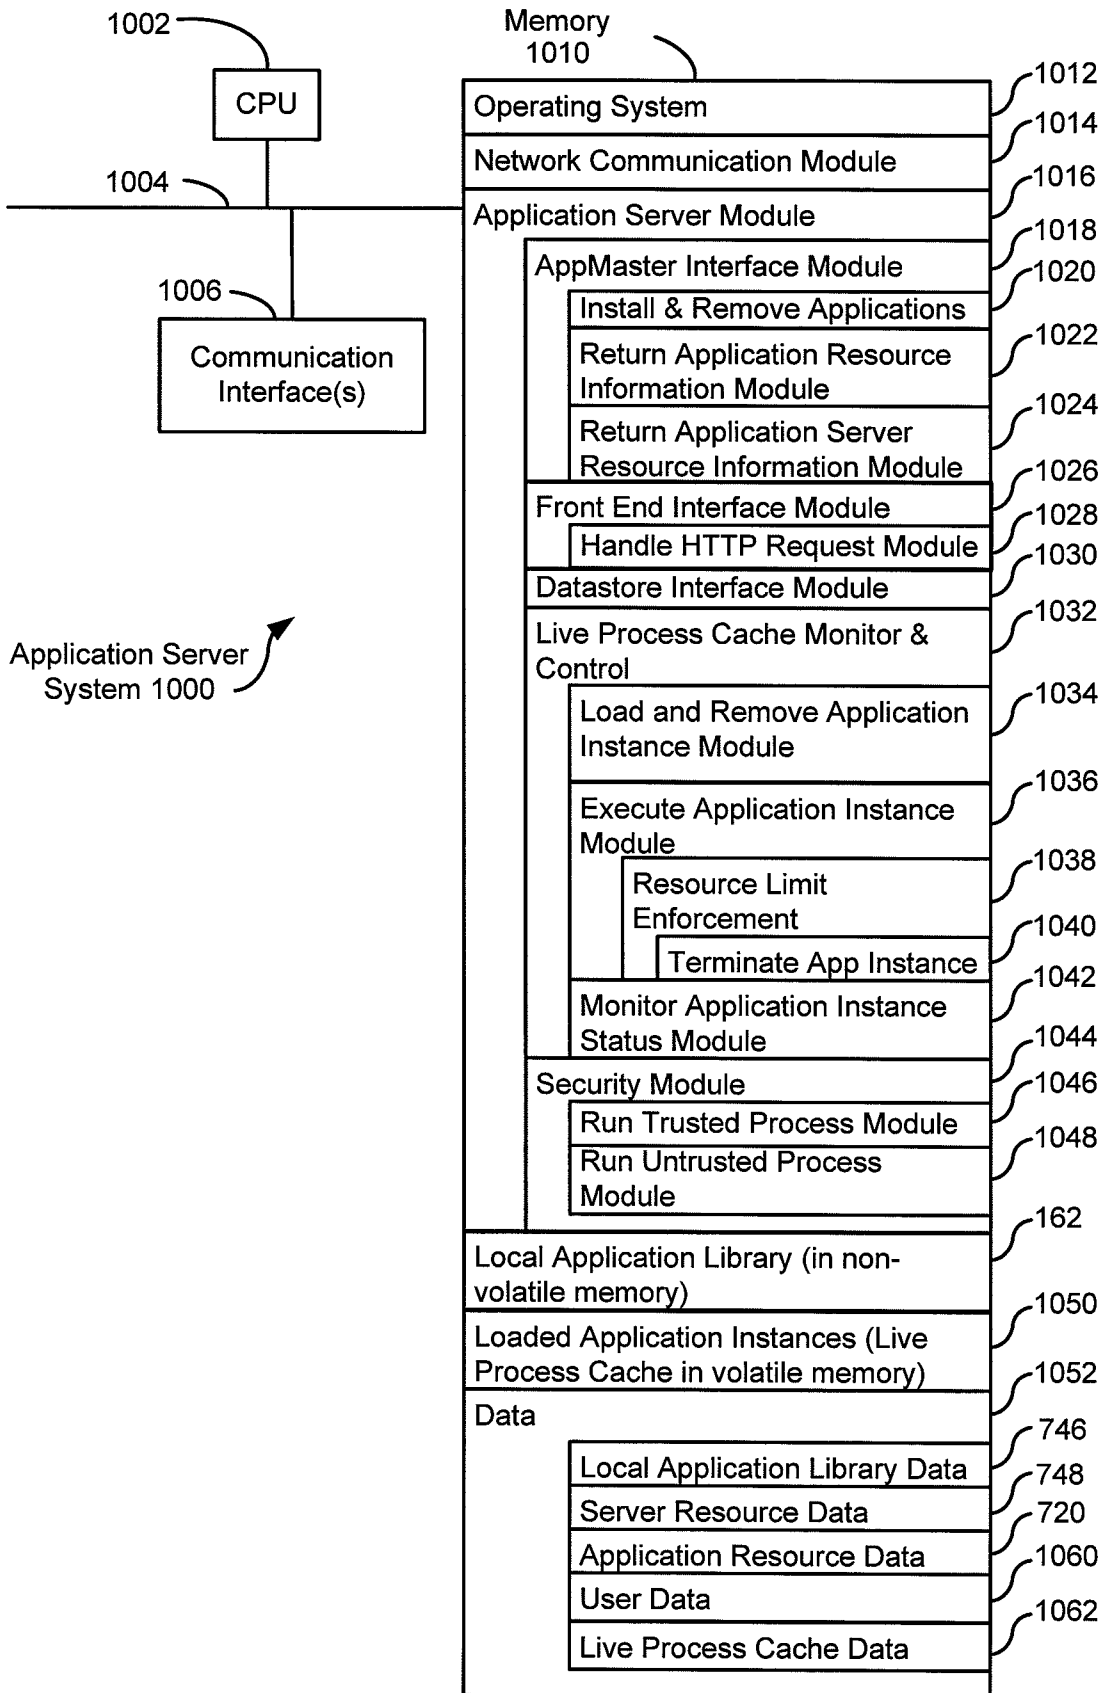 1002
CPU
1004
1006
Communication
Interface(s)
Application Server
System 1000
Memory
1010
Operating System
1012
Network Communication Module
1014
Application Server Module
1016
AppMaster Interface Module
1018
Install & Remove Applications
1020
Return Application Resource
Information Module
1022
Return Application Server
Resource Information Module
1024
Front End Interface Module
1026
Handle HTTP Request Module
1028
Datastore Interface Module
1030
Live Process Cache Monitor &
Control
1032
Load and Remove Application
Instance Module
1034
Execute Application Instance
Module
1036
Resource Limit
Enforcement
1038
Terminate App Instance
1040
Monitor Application Instance
Status Module
1042
Security Module
1044
Run Trusted Process Module
1046
Run Untrusted Process
Module
1048
Local Application Library (in non-
volatile memory)
162
Loaded Application Instances (Live
Process Cache in volatile memory)
1050
Data
1052
Local Application Library Data
746
Server Resource Data
748
Application Resource Data
720
User Data
1060
Live Process Cache Data
1062